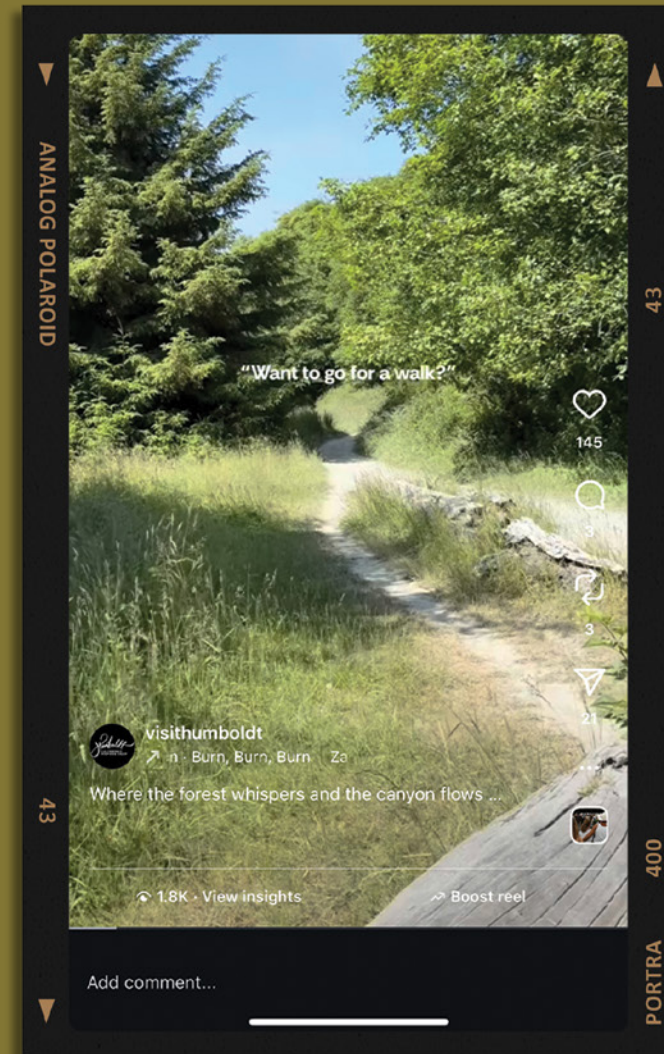 ANALOG POLAROID
43
43
400
PORTRA
“Want to go for a walk?”
145
3
3
21
visithumboldt
n · Burn, Burn, Burn Za
Where the forest whispers and the canyon flows ...
1.8K · View insights
Boost reel
Add comment...